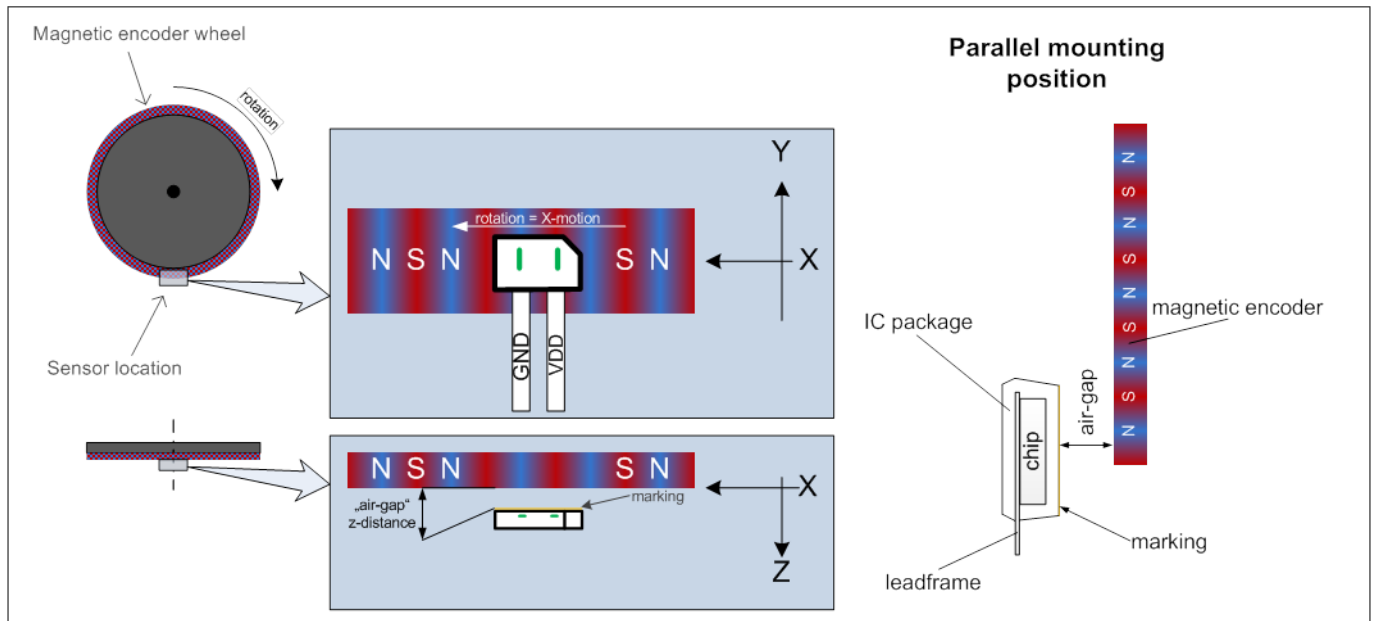 Magnetic encoder wheel
rotation
Sensor location
Y
rotation = X-motion
N S N S N
X
GND
VDD
N S N S N
X
marking
„air-gap“
z-distance
Z
Parallel mounting
position
N
S
N
S
N
S
N
S
N
magnetic encoder
IC package
air-gap
chip
marking
leadframe